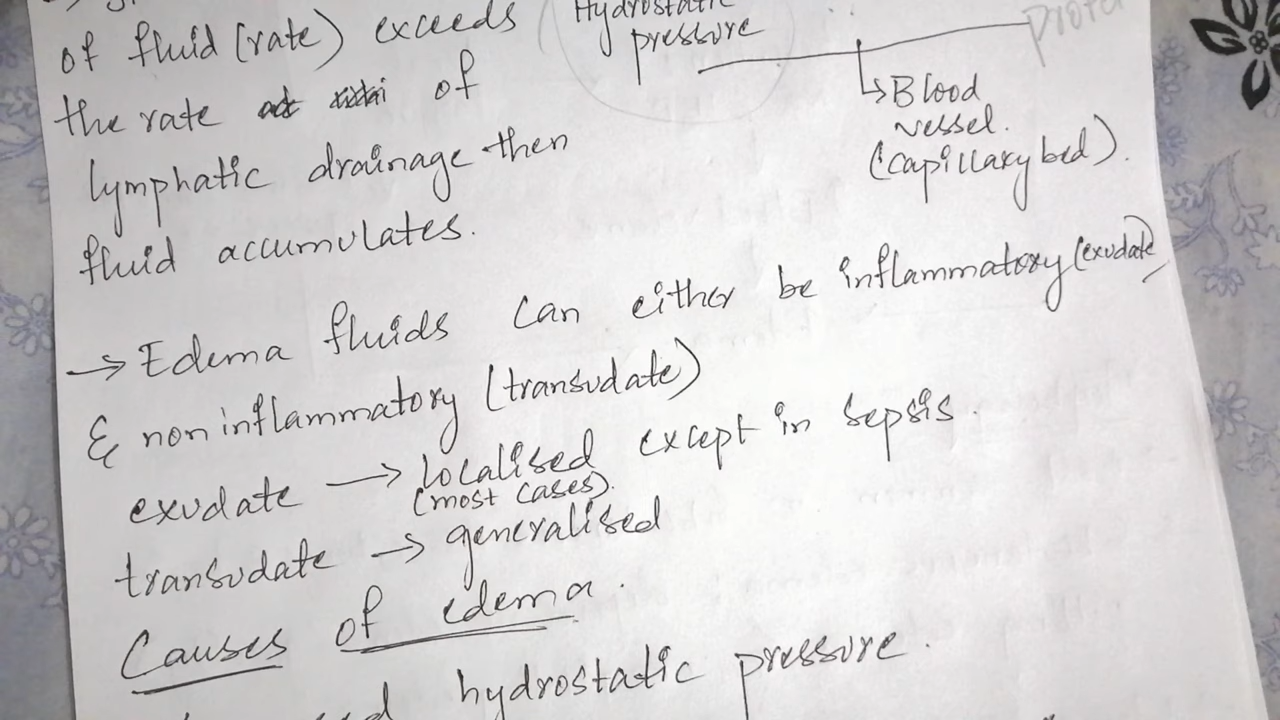 of fluid (rate) exceeds
the rate of
lymphatic drainage then
fluid accumulates.
Hydrostatic
pressure
↳ Blood
vessel.
(capillary bed).
→ Edema fluids can either be inflammatory (exudate)
& non inflammatory (transudate)
exudate → localised except in sepsis.
(most cases).
transudate → generalised
Causes of edema.
hydrostatic pressure.